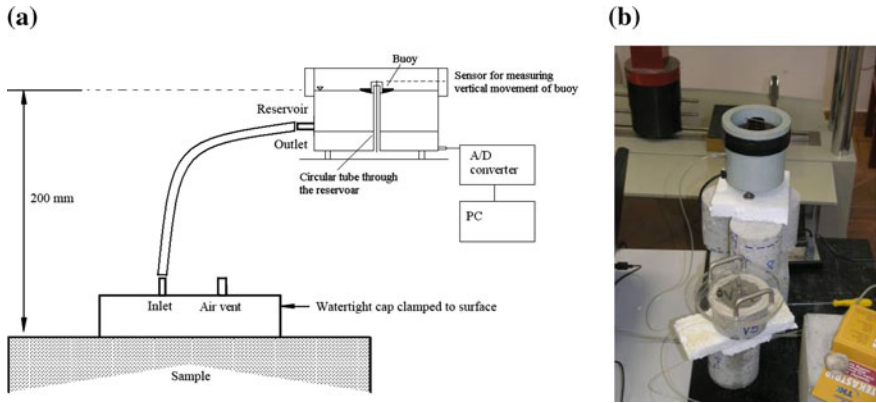 (a)
Buoy
Sensor for measuring
vertical movement of buoy
Reservoir
Outlet
Circular tube through
the reservoar
A/D
converter
PC
200 mm
Inlet
Air vent
Watertight cap clamped to surface
Sample
(b)